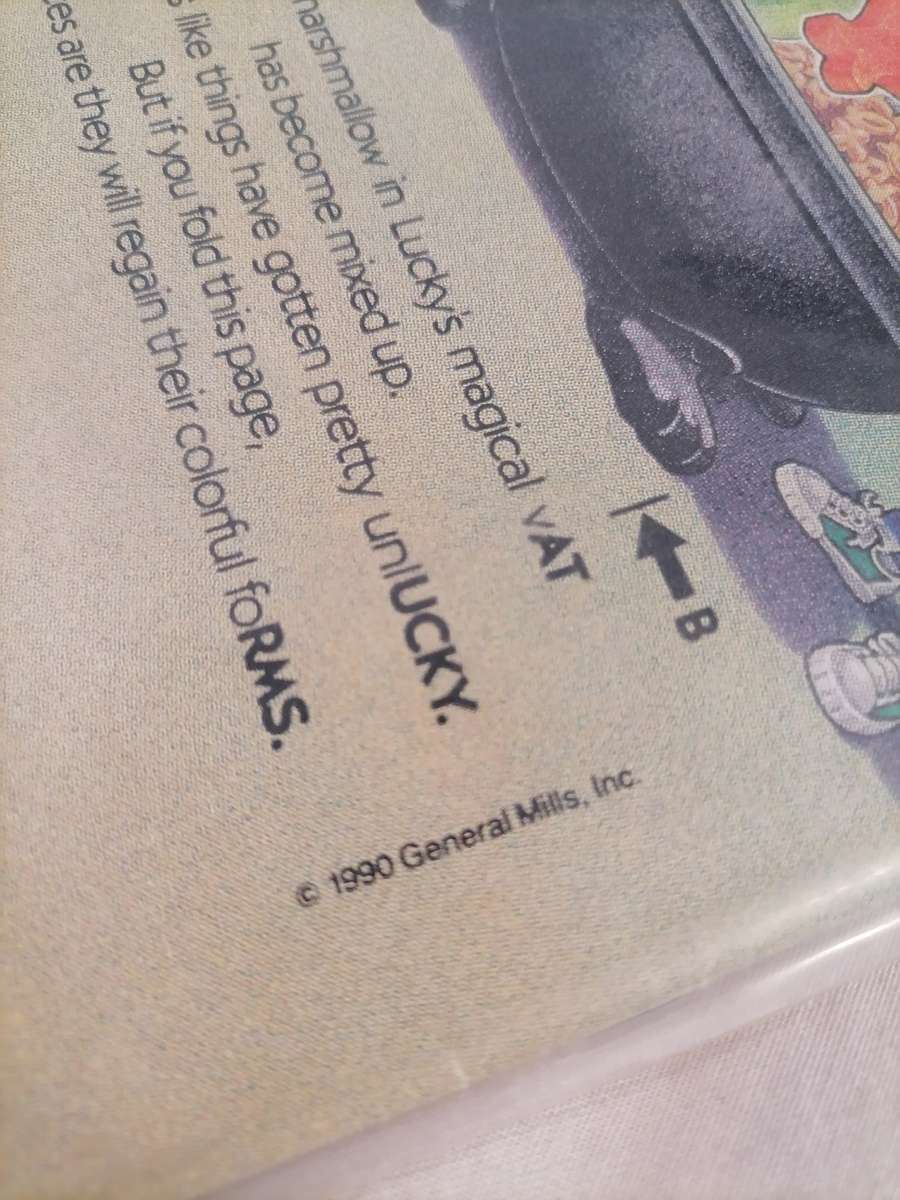 marshmallow in Lucky's magical vAT
has become mixed up.
like things have gotten pretty unlUCKY.
But if you fold this page,
are they will regain their colorful foRMS.
B
© 1990 General Mills, Inc.